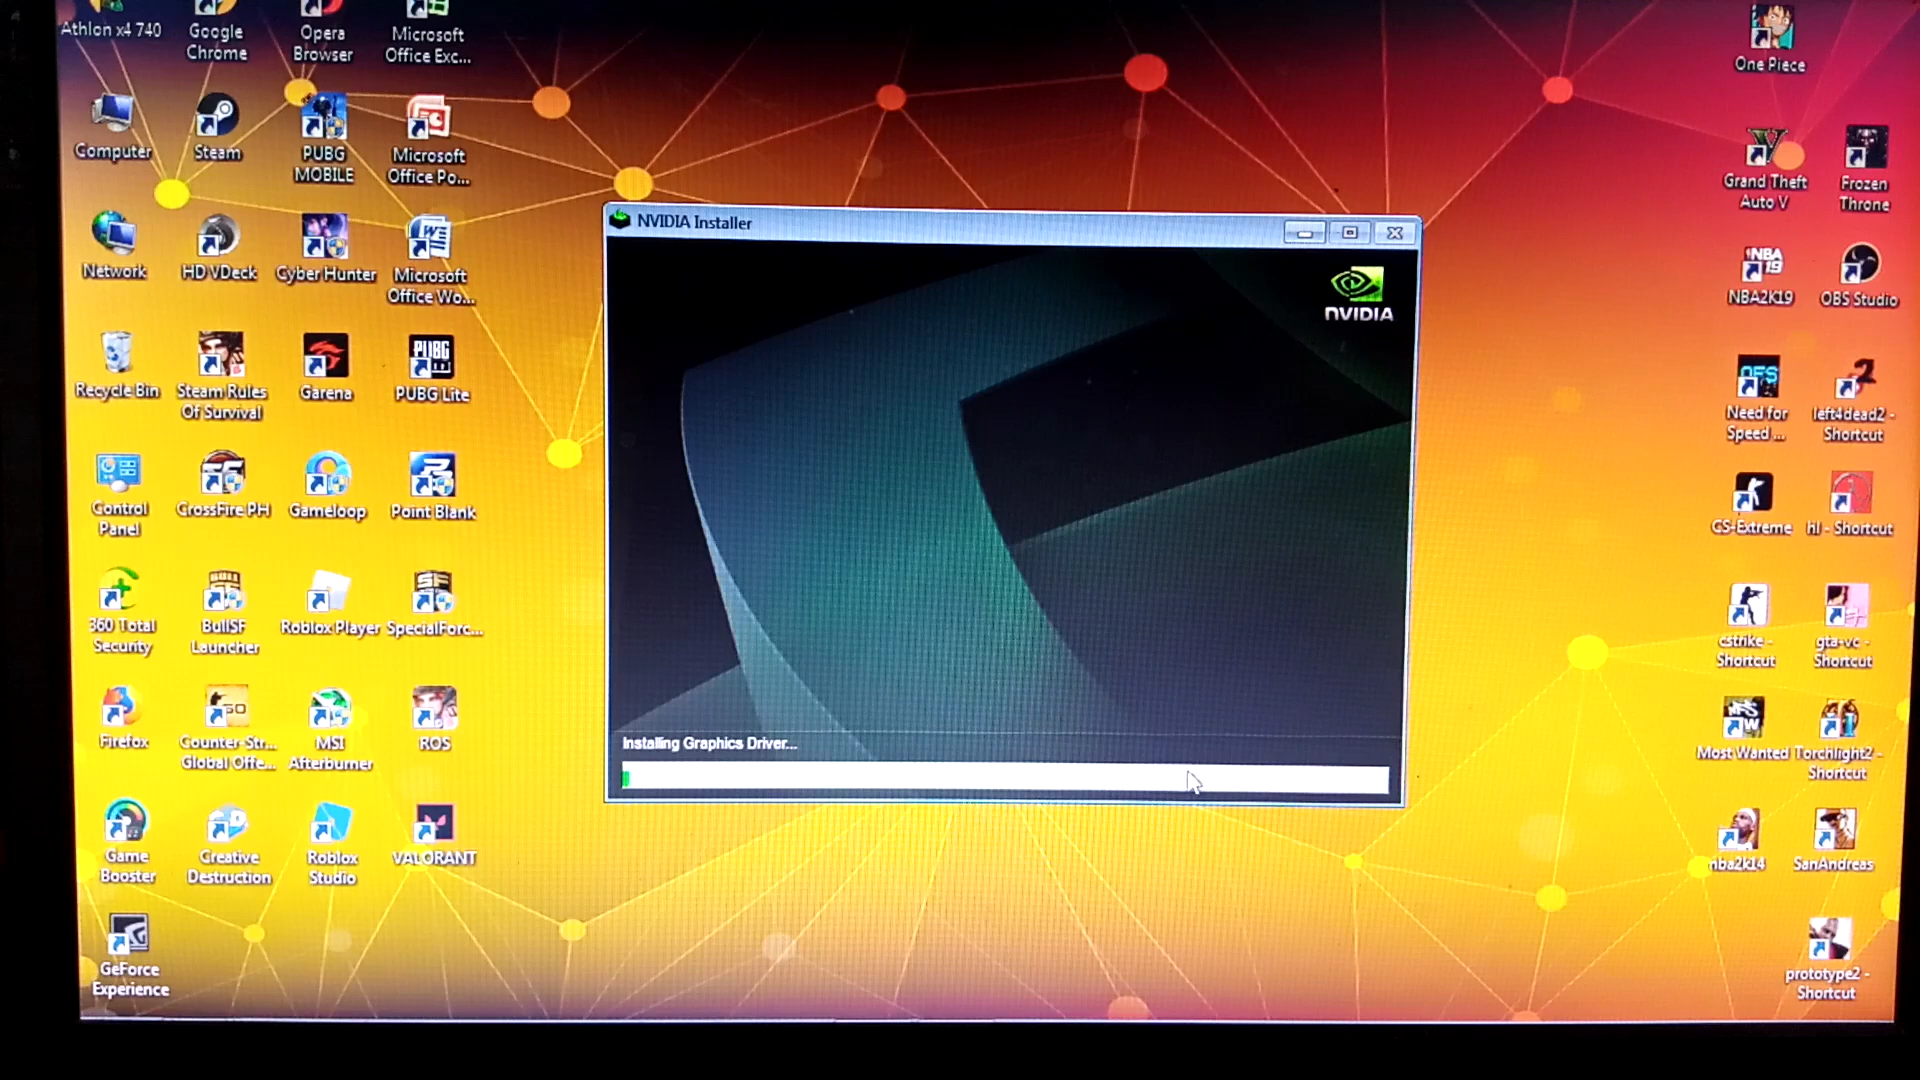 Athlon x4 740
Google
Chrome
Opera
Browser
Microsoft
Office Exc...
One Piece
Computer
Steam
PUBG
MOBILE
Microsoft
Office Po...
Grand Theft
Auto V
Frozen
Throne
NVIDIA Installer
NVIDIA
Network
HD VDeck
Cyber Hunter
Microsoft
Office Wo...
NBA
19
NBA2K19
OBS Studio
Recycle Bin
Steam Rules
Of Survival
Garena
PUBG
PUBG Lite
Need for
Speed ...
left4dead2 -
Shortcut
Control
Panel
CrossFire PH
Gameloop
Point Blank
CS-Extreme
hl - Shortcut
360 Total
Security
BullSF
Launcher
Roblox Player
SF
SpecialForc...
cstrike -
Shortcut
gta-vc -
Shortcut
Firefox
GO
Counter-Str...
Global Offe...
MSI
Afterburner
ROS
Most Wanted
Torchlight2 -
Shortcut
Installing Graphics Driver...
Game
Booster
Creative
Destruction
Roblox
Studio
VALORANT
nba2k14
SanAndreas
GeForce
Experience
prototype2 -
Shortcut